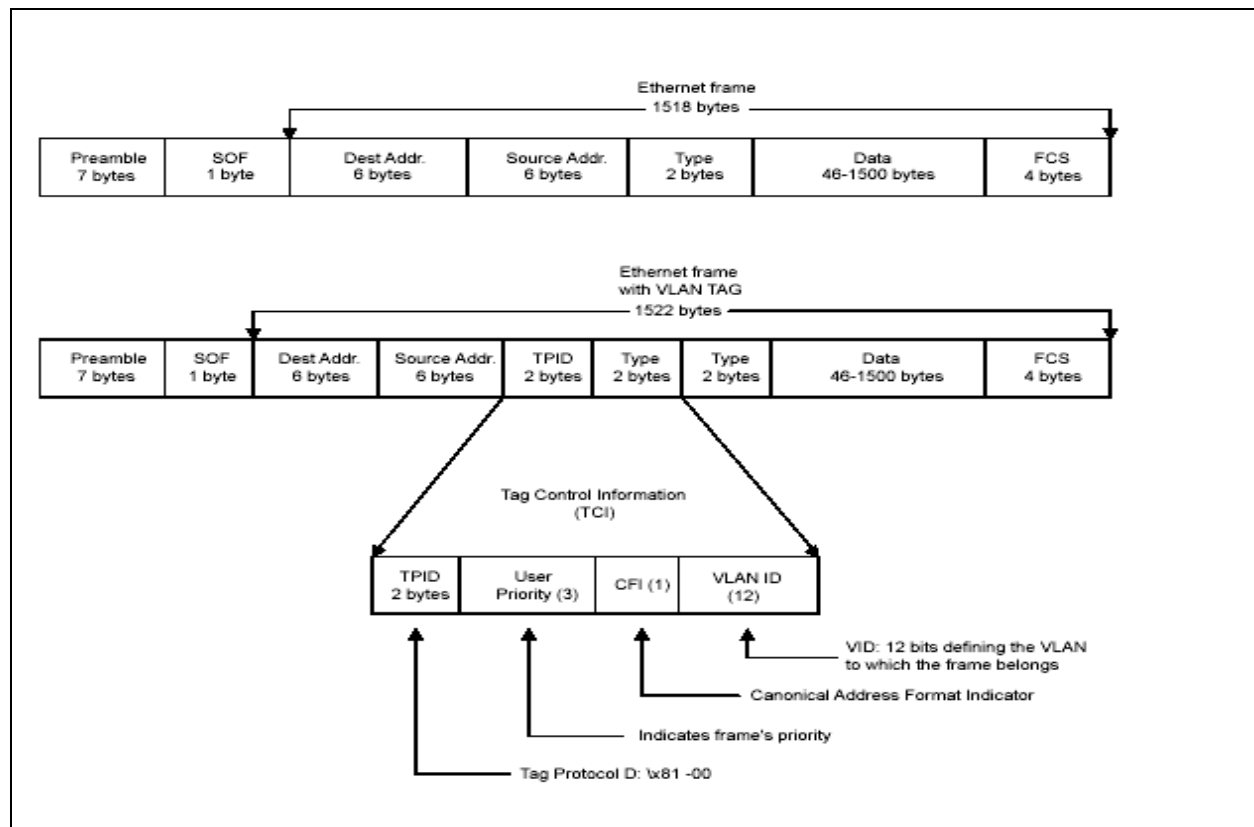 Ethernet frame
1518 bytes
Preamble
7 bytes
SOF
1 byte
Dest Addr.
6 bytes
Source Addr.
6 bytes
Type
2 bytes
Data
46-1500 bytes
FCS
4 bytes
Ethernet frame
with VLAN TAG
1522 bytes
Preamble
7 bytes
SOF
1 byte
Dest Addr.
6 bytes
Source Addr.
6 bytes
TPID
2 bytes
Type
2 bytes
Type
2 bytes
Data
46-1500 bytes
FCS
4 bytes
Tag Control Information
(TCI)
TPID
2 bytes
User
Priority (3)
CFI (1)
VLAN ID
(12)
VID: 12 bits defining the VLAN
to which the frame belongs
Canonical Address Format Indicator
Indicates frame's priority
Tag Protocol D: \x81 -00